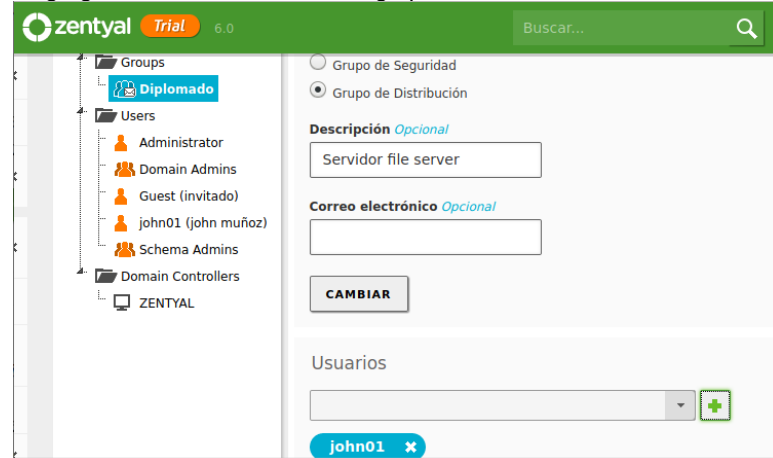 zentyal Trial 6.0
Buscar...
Groups
Diplomado
Users
Administrator
Domain Admins
Guest (invitado)
john01 (john muñoz)
Schema Admins
Domain Controllers
ZENTYAL
Grupo de Seguridad
Grupo de Distribución
Descripción Opcional
Servidor file server
Correo electrónico Opcional
CAMBIAR
Usuarios
john01 ×